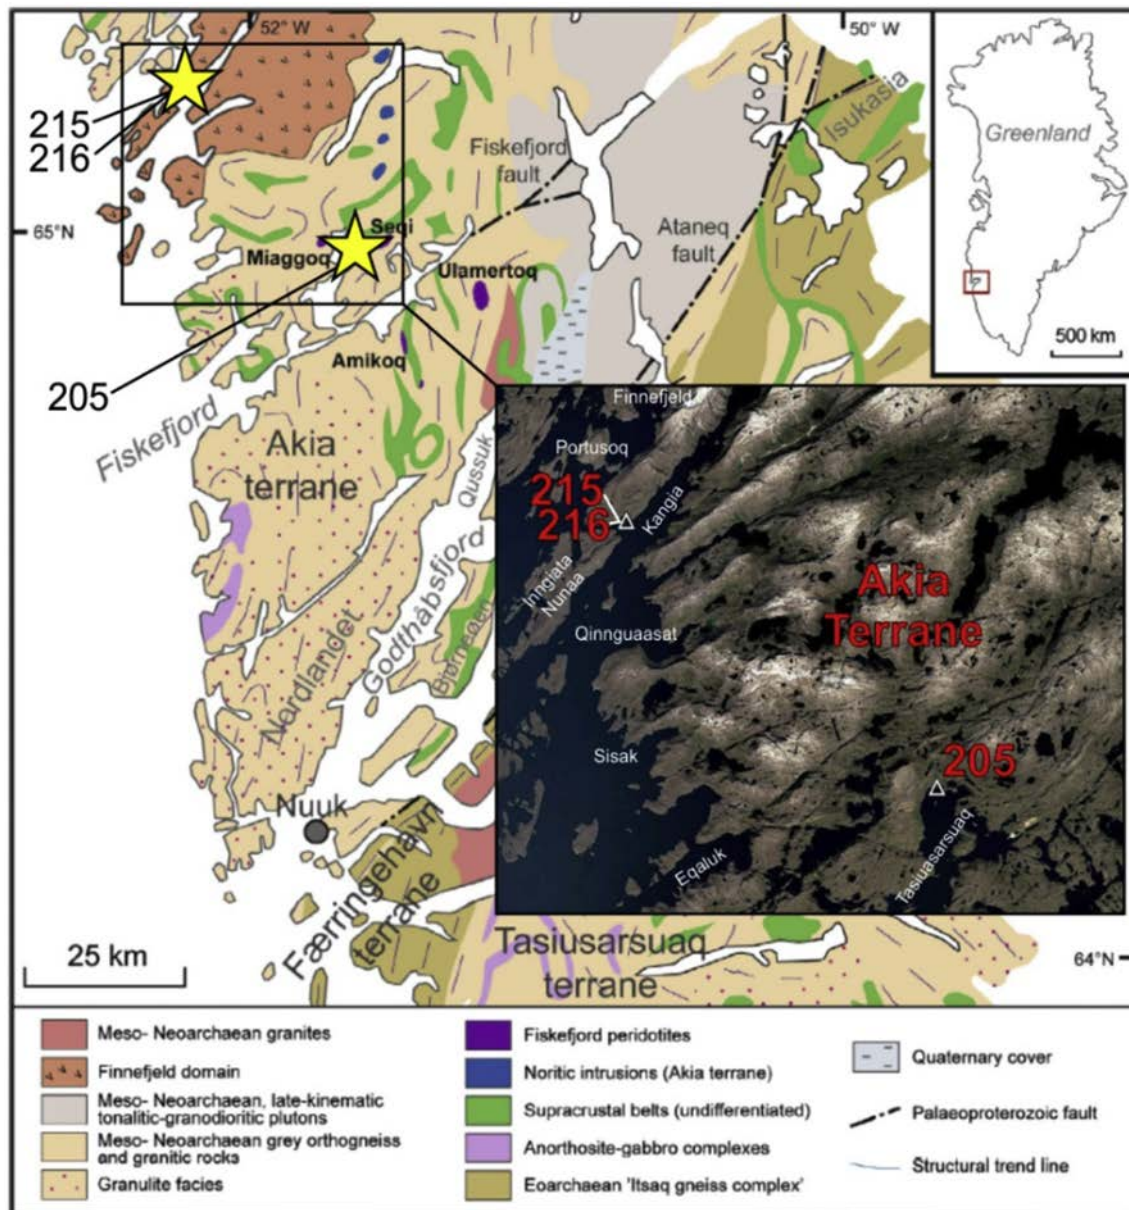 52° W
50° W
215
216
Isukasia
Greenland
Fiskefjord
fault
65°N
Seqi
Ataneq
fault
Miaggoq
Ulamertoq
500 km
Amikoq
205
Fiskefjord
Finnefjeld
Akia
terrane
Qussuk
Portusoq
215
216
Kangia
Inngiata
Nunaa
Akia
Terrane
Qinnguaasat
Godthåbsfjord
Bjørnsøen
Nordlandet
Sisak
205
Nuuk
Tasiuasarsuaq
Eqaluk
Færringehavn
terrane
25 km
Tasiusarsuaq
terrane
64°N
Meso- Neoarchaean granites
Finnefjeld domain
Meso- Neoarchaean, late-kinematic
tonalitic-granodioritic plutons
Meso- Neoarchaean grey orthogneiss
and granitic rocks
Granulite facies
Fiskefjord peridotites
Noritic intrusions (Akia terrane)
Supracrustal belts (undifferentiated)
Anorthosite-gabbro complexes
Eoarchaean 'Itsaq gneiss complex'
Quaternary cover
Palaeoproterozoic fault
Structural trend line